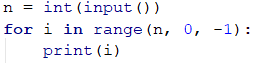 n = int(input())
for i in range(n, 0, -1):
    print(i)